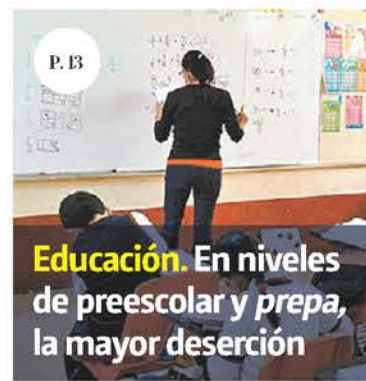 P. 13
Educación. En niveles
de preescolar y prepa,
la mayor deserción